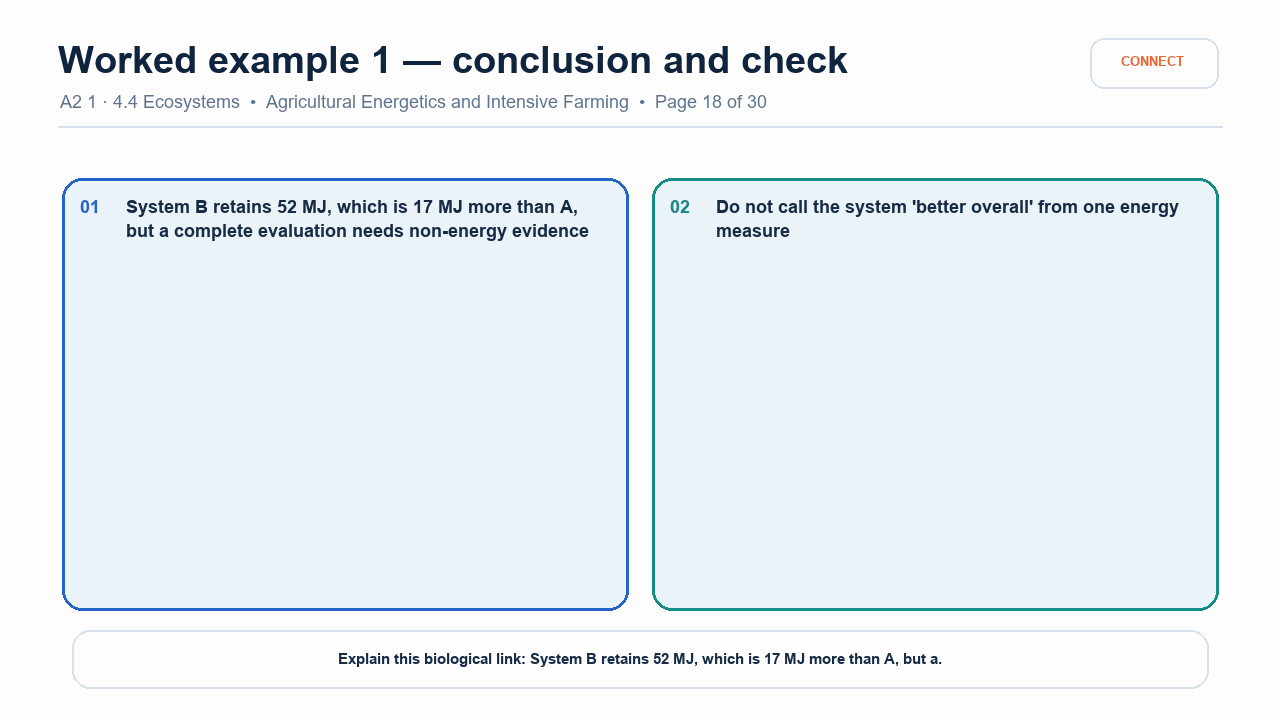 Worked example 1 — conclusion and check
CONNECT
A2 1 · 4.4 Ecosystems • Agricultural Energetics and Intensive Farming • Page 18 of 30
01 System B retains 52 MJ, which is 17 MJ more than A,
but a complete evaluation needs non-energy evidence
02 Do not call the system 'better overall' from one energy
measure
Explain this biological link: System B retains 52 MJ, which is 17 MJ more than A, but a.